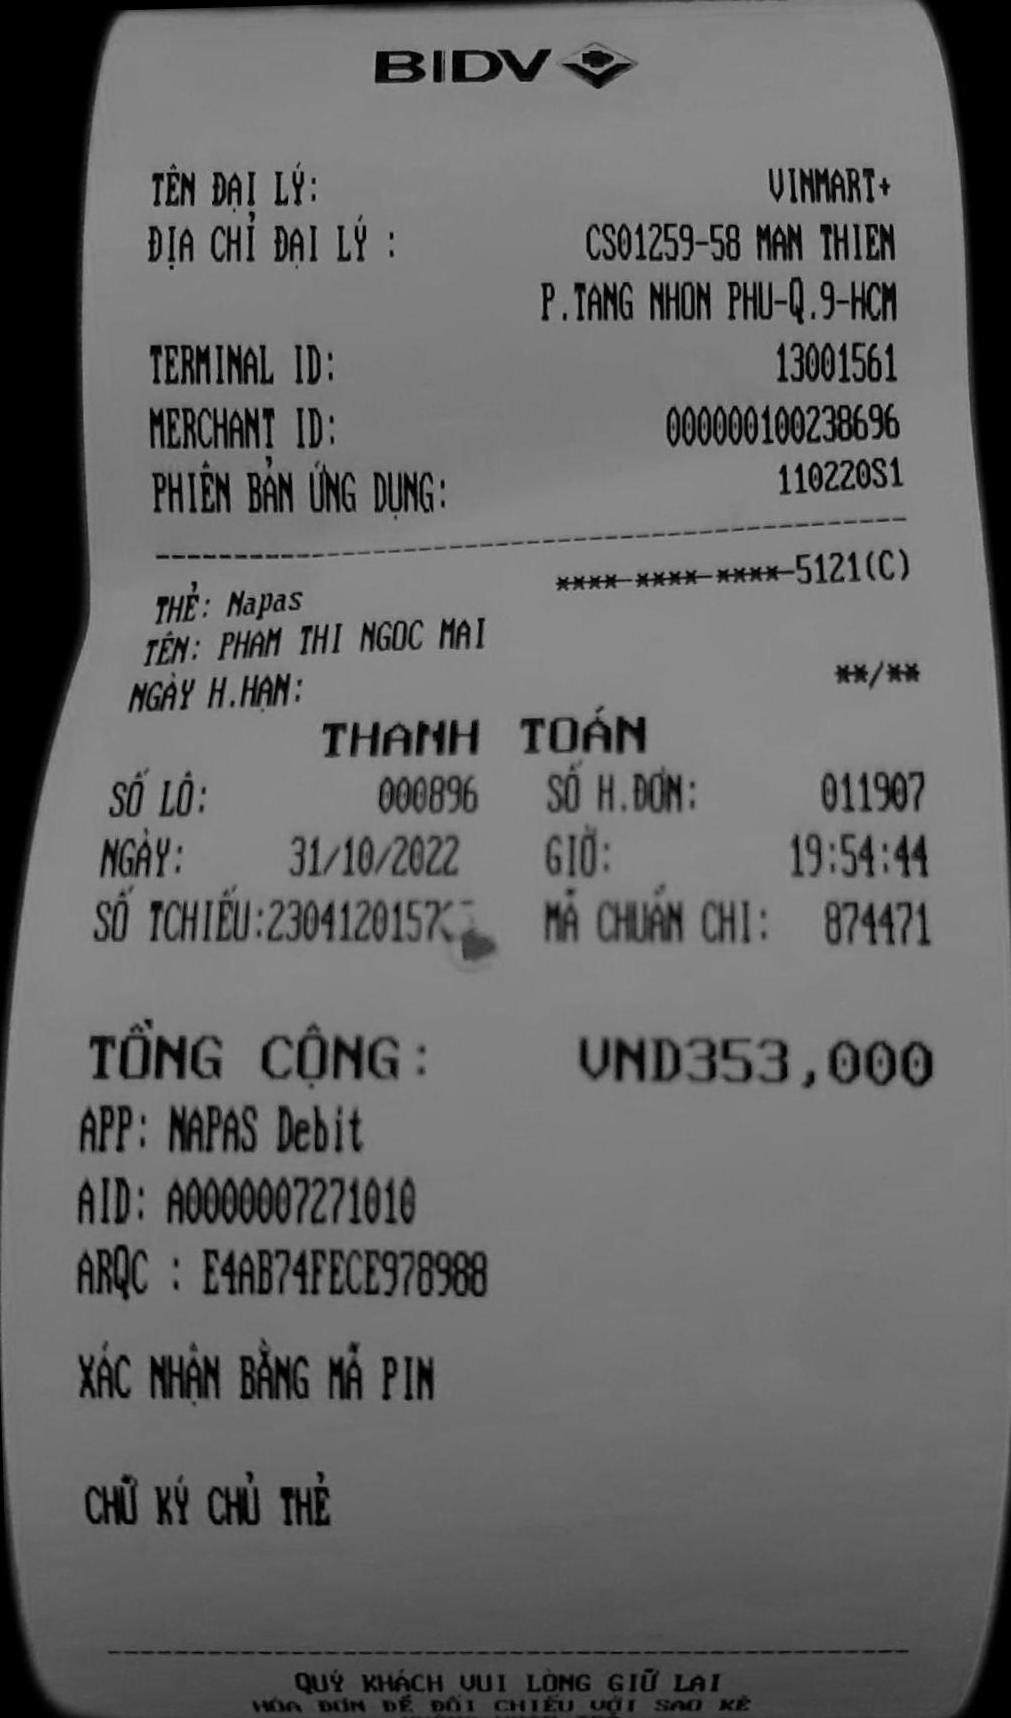 BIDV
TÊN ĐẠI LÝ: VINMART+
ĐỊA CHỈ ĐẠI LÝ : CS01259-58 MAN THIEN
P.TANG NHON PHU-Q.9-HCM
TERMINAL ID: 13001561
MERCHANT ID: 000000100238696
PHIÊN BẢN ỨNG DỤNG: 110220S1
THẺ: Napas ****-****-****-5121(C)
TÊN: PHAM THI NGOC MAI
NGÀY H.HẠN: **/**
THANH TOÁN
SỐ LÔ: 000896 SỐ H.ĐƠN: 011907
NGÀY: 31/10/2022 GIỜ: 19:54:44
SỐ TCHIẾU: MÃ CHUẨN CHI: 874471
TỔNG CỘNG: VND353,000
APP: NAPAS Debit
AID: A0000007271010
ARQC : E4AB74FECE978988
XÁC NHẬN BẰNG MÃ PIN
CHỮ KÝ CHỦ THẺ
QUÝ KHÁCH VUI LÒNG GIỮ LẠI
HÓA ĐƠN ĐỂ ĐỐI CHIẾU VỚI SAO KÊ